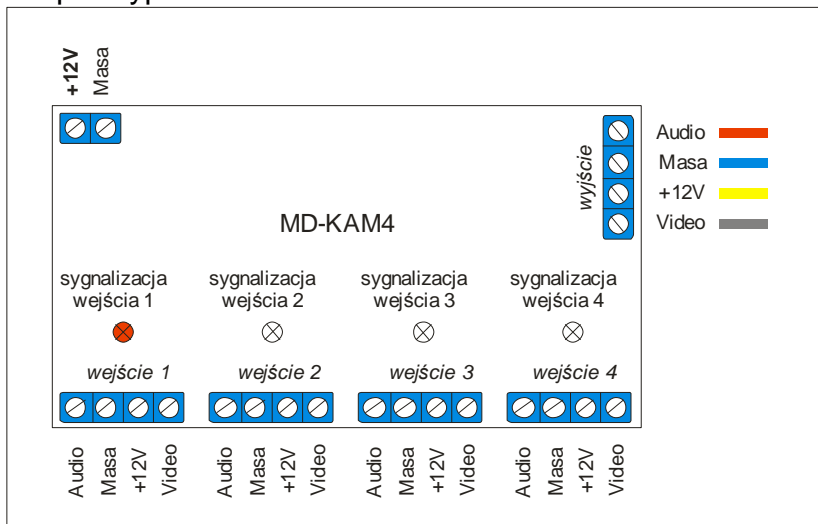 +12V
Masa
Audio
Masa
+12V
Video
wyjście
MD-KAM4
sygnalizacja
wejścia 1
sygnalizacja
wejścia 2
sygnalizacja
wejścia 3
sygnalizacja
wejścia 4
wejście 1
wejście 2
wejście 3
wejście 4
Audio
Masa
+12V
Video
Audio
Masa
+12V
Video
Audio
Masa
+12V
Video
Audio
Masa
+12V
Video